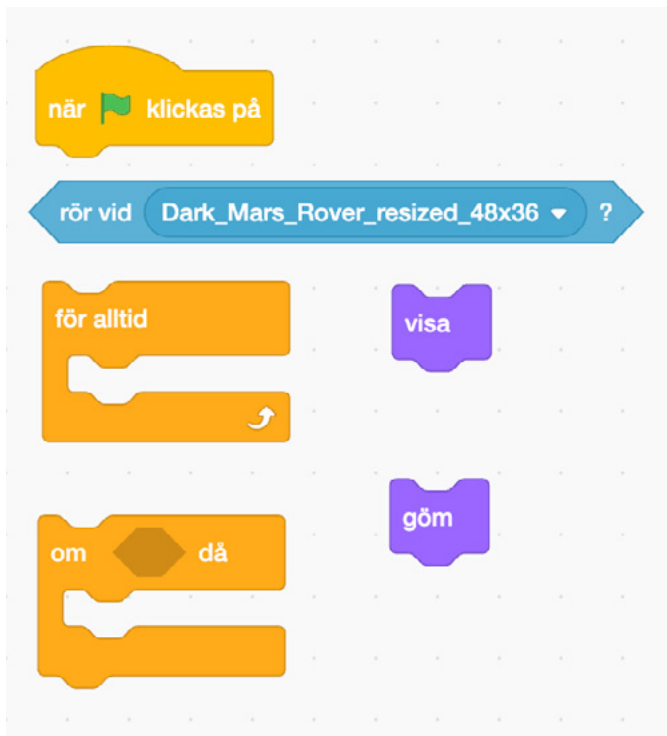 när klickas på
rör vid Dark_Mars_Rover_resized_48x36 ?
för alltid
visa
göm
om då